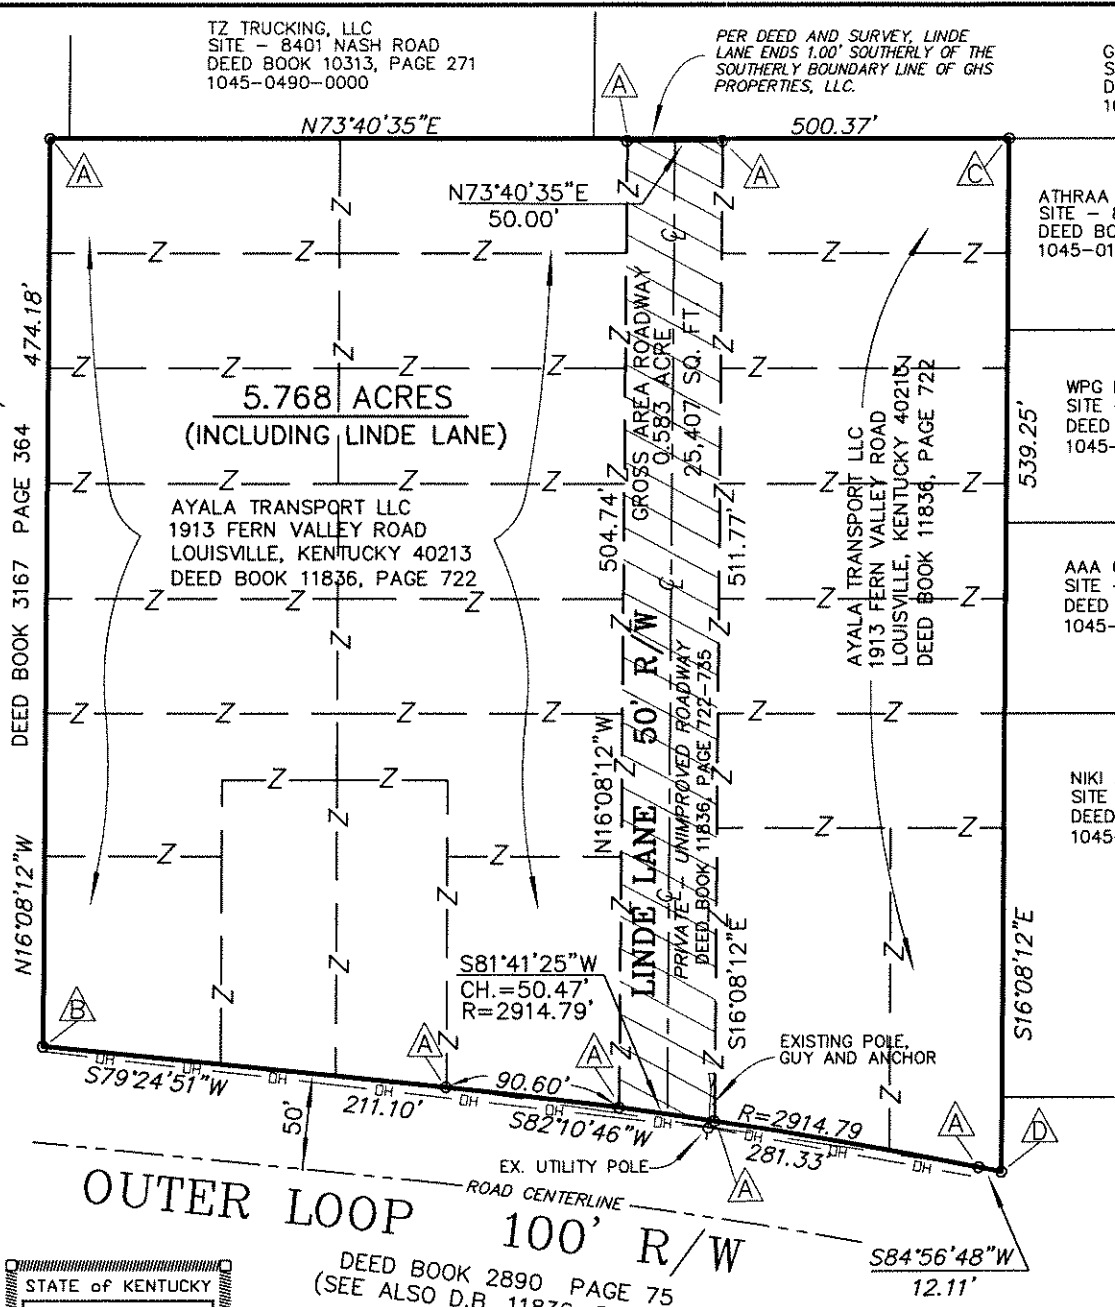 TZ TRUCKING, LLC
SITE - 8401 NASH ROAD
DEED BOOK 10313, PAGE 271
1045-0490-0000
PER DEED AND SURVEY, LINDE
LANE ENDS 1.00' SOUTHERLY OF THE
SOUTHERLY BOUNDARY LINE OF GHS
PROPERTIES, LLC.
A
N73°40'35"E
500.37'
A
A
C
N73°40'35"E
50.00'
ATHRAA
SITE -
DEED BO
1045-01
474.18'
DEED BOOK 3167 PAGE 364
N16°08'12"W
5.768 ACRES
(INCLUDING LINDE LANE)
AYALA TRANSPORT LLC
1913 FERN VALLEY ROAD
LOUISVILLE, KENTUCKY 40213
DEED BOOK 11836, PAGE 722
504.74'
GROSS AREA ROADWAY
0.583 ACRE
25,407 SQ. FT
511.77'
AYALA TRANSPORT LLC
1913 FERN VALLEY ROAD
LOUISVILLE, KENTUCKY 40213
DEED BOOK 11836, PAGE 722
539.25'
WPG
SITE
DEED
1045-
AAA
SITE -
DEED
1045-
NIKI
SITE
DEED
1045-
N16°08'12"W
LINDE LANE 50' R/W
PRIVATE - UNIMPROVED ROADWAY
DEED BOOK 11836, PAGE 722-735
S16°08'12"E
S16°08'12"E
S81°41'25"W
CH.=50.47'
R=2914.79'
EXISTING POLE,
GUY AND ANCHOR
B
A
A
S79°24'51"W
211.10'
90.60'
S82°10'46"W
R=2914.79
281.33'
A
D
50'
EX. UTILITY POLE
A
ROAD CENTERLINE
OUTER LOOP 100' R/W
S84°56'48"W
12.11'
DEED BOOK 2890 PAGE 75
(SEE ALSO D.B. 11836,
STATE of KENTUCKY